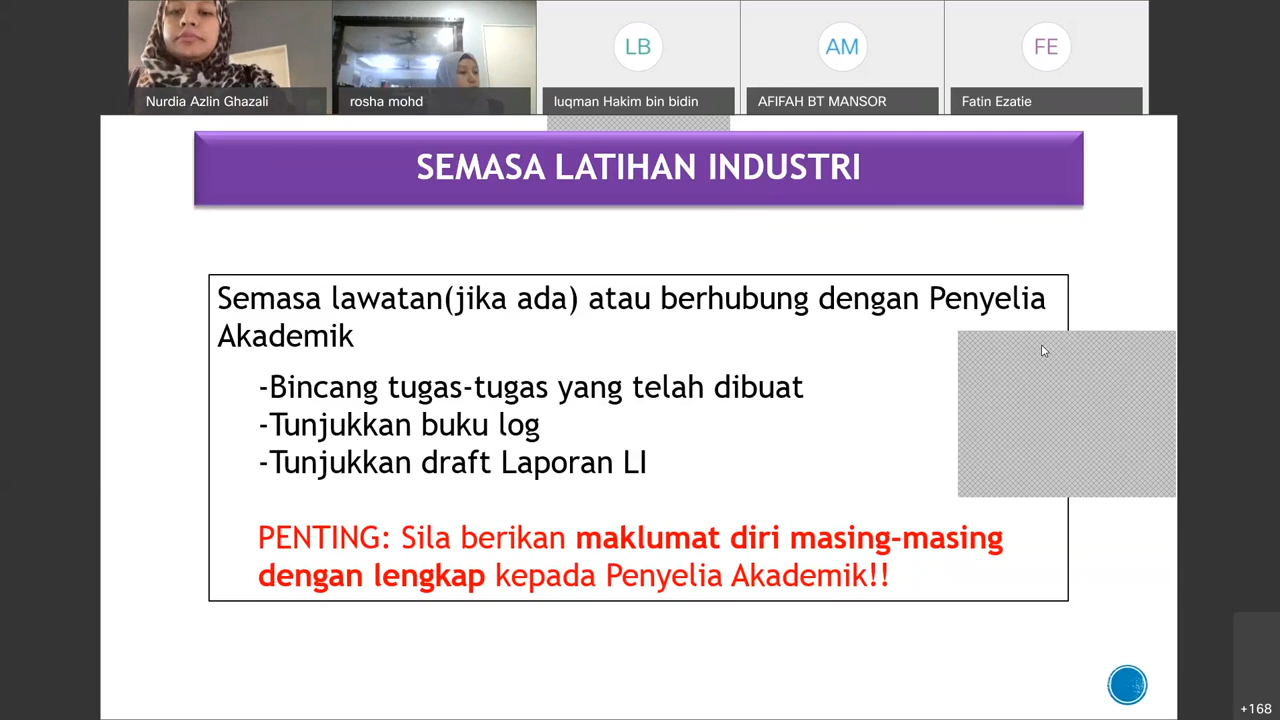 LB
AM
FE
Nurdia Azlin Ghazali
rosha mohd
luqman Hakim bin bidin
AFIFAH BT MANSOR
Fatin Ezatie
SEMASA LATIHAN INDUSTRI
Semasa lawatan(jika ada) atau berhubung dengan Penyelia
Akademik
-Bincang tugas-tugas yang telah dibuat
-Tunjukkan buku log
-Tunjukkan draft Laporan LI
PENTING: Sila berikan maklumat diri masing-masing
dengan lengkap kepada Penyelia Akademik!!
+168